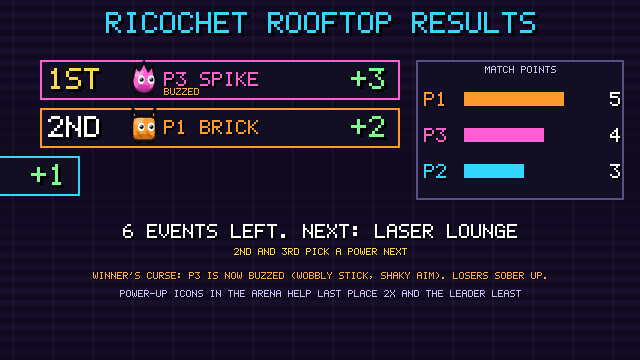 RICOCHET ROOFTOP RESULTS
1ST P3 SPIKE +3
BUZZED
2ND P1 BRICK +2
+1
MATCH POINTS
P1 5
P3 4
P2 3
6 EVENTS LEFT. NEXT: LASER LOUNGE
2ND AND 3RD PICK A POWER NEXT
WINNER'S CURSE: P3 IS NOW BUZZED (WOBBLY STICK, SHAKY AIM). LOSERS SOBER UP.
POWER-UP ICONS IN THE ARENA HELP LAST PLACE 2X AND THE LEADER LEAST